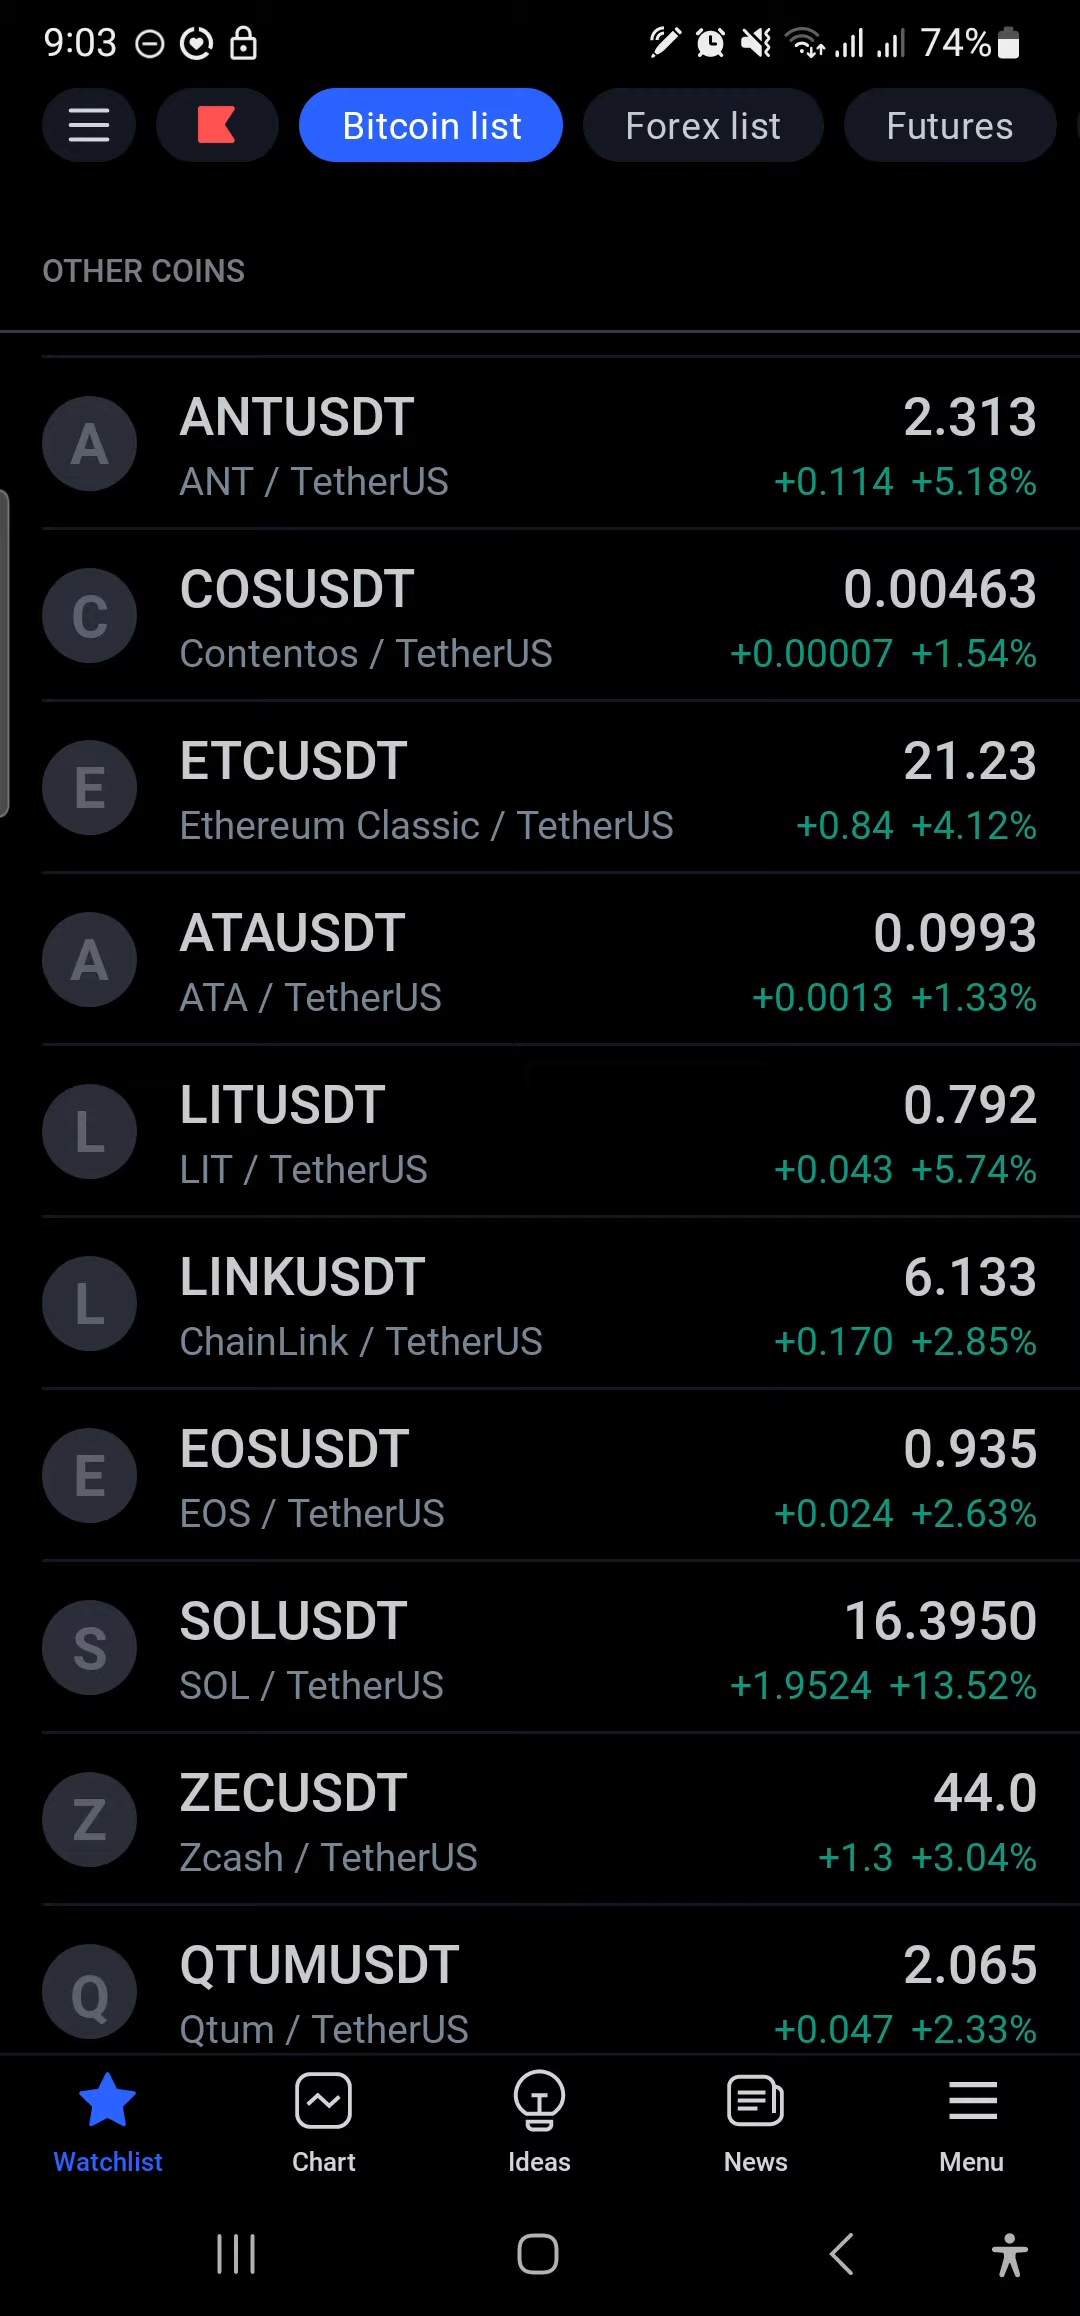 9:03 74%
Bitcoin list Forex list Futures
OTHER COINS
A ANTUSDT 2.313
ANT / TetherUS +0.114 +5.18%
C COSUSDT 0.00463
Contentos / TetherUS +0.00007 +1.54%
E ETCUSDT 21.23
Ethereum Classic / TetherUS +0.84 +4.12%
A ATAUSDT 0.0993
ATA / TetherUS +0.0013 +1.33%
L LITUSDT 0.792
LIT / TetherUS +0.043 +5.74%
L LINKUSDT 6.133
ChainLink / TetherUS +0.170 +2.85%
E EOSUSDT 0.935
EOS / TetherUS +0.024 +2.63%
S SOLUSDT 16.3950
SOL / TetherUS +1.9524 +13.52%
Z ZECUSDT 44.0
Zcash / TetherUS +1.3 +3.04%
Q QTUMUSDT 2.065
Qtum / TetherUS +0.047 +2.33%
Watchlist Chart Ideas News Menu